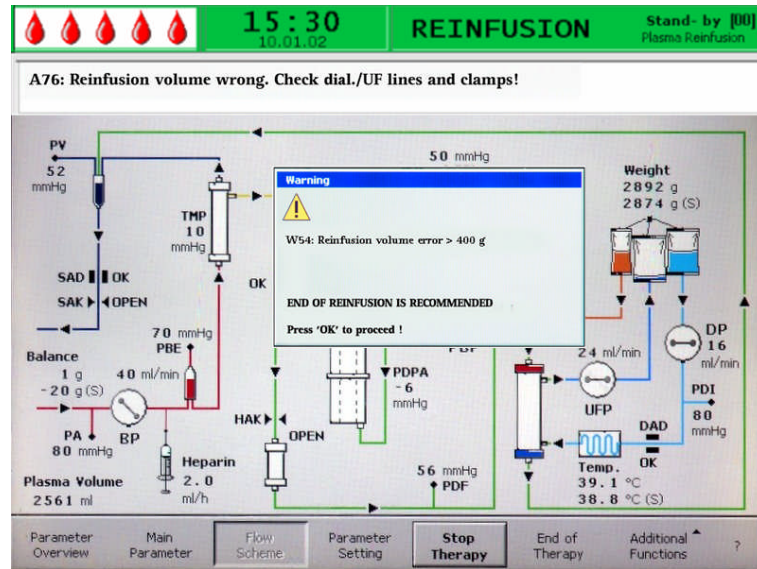 15:30
10.01.02
REINFUSION
Stand- by [00]
Plasma Reinfusion
A76: Reinfusion volume wrong. Check dial./UF lines and clamps!
PV
52
mmHg
50 mmHg
Warning
W54: Reinfusion volume error > 400 g
END OF REINFUSION IS RECOMMENDED
Press ‘OK’ to proceed !
Weight
2892 g
2874 g (S)
TMP
10
mmHg
SAD OK
SAK OPEN
OK
70 mmHg
PBE
Balance
1 g
-20 g (S)
40 ml/min
PDPA
-6
mmHg
24 ml/min
UFP
DP
16
ml/min
PDI
80
mmHg
PA
80 mmHg
BP
HAK
OPEN
DAD
OK
Heparin
2.0
ml/h
56 mmHg
PDF
Temp.
39.1 °C
38.8 °C (S)
Plasma Volume
2561 ml
Parameter Overview
Main Parameter
Flow Scheme
Parameter Setting
Stop Therapy
End of Therapy
Additional Functions
?